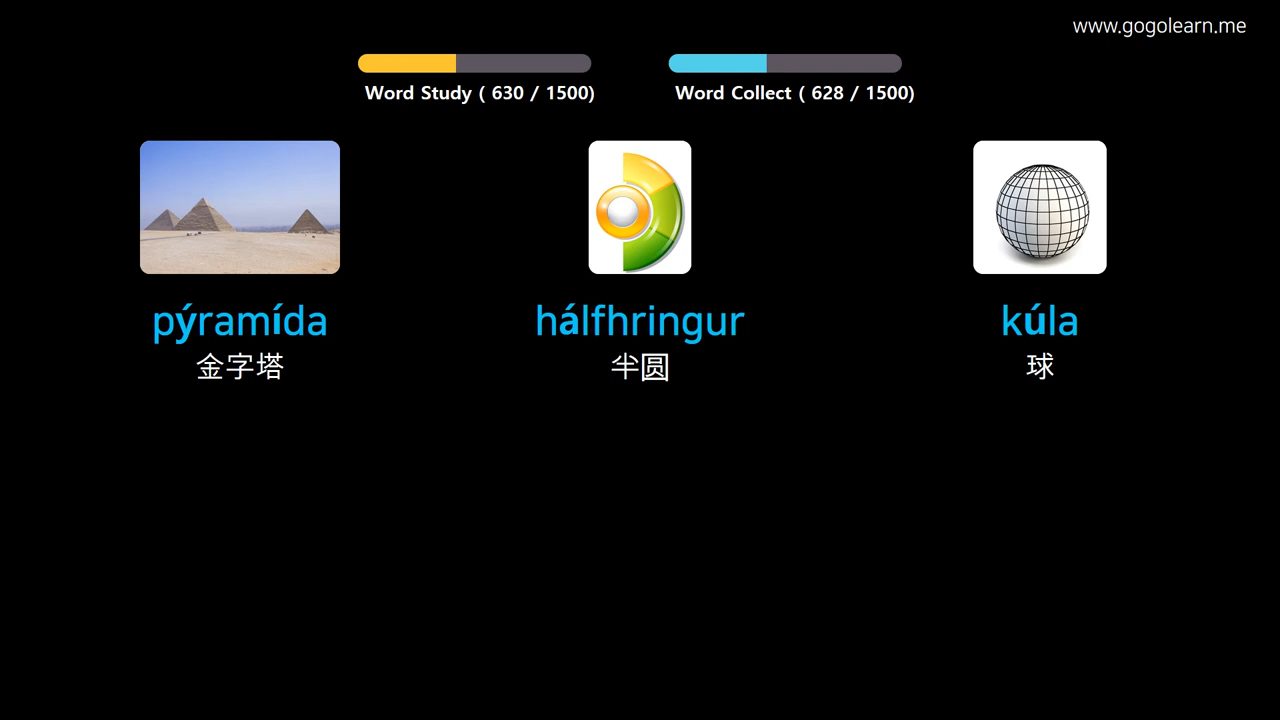 www.gogolearn.me
Word Study ( 630 / 1500)
Word Collect ( 628 / 1500)
pýramída
hálfhringur
kúla
金字塔
半圆
球